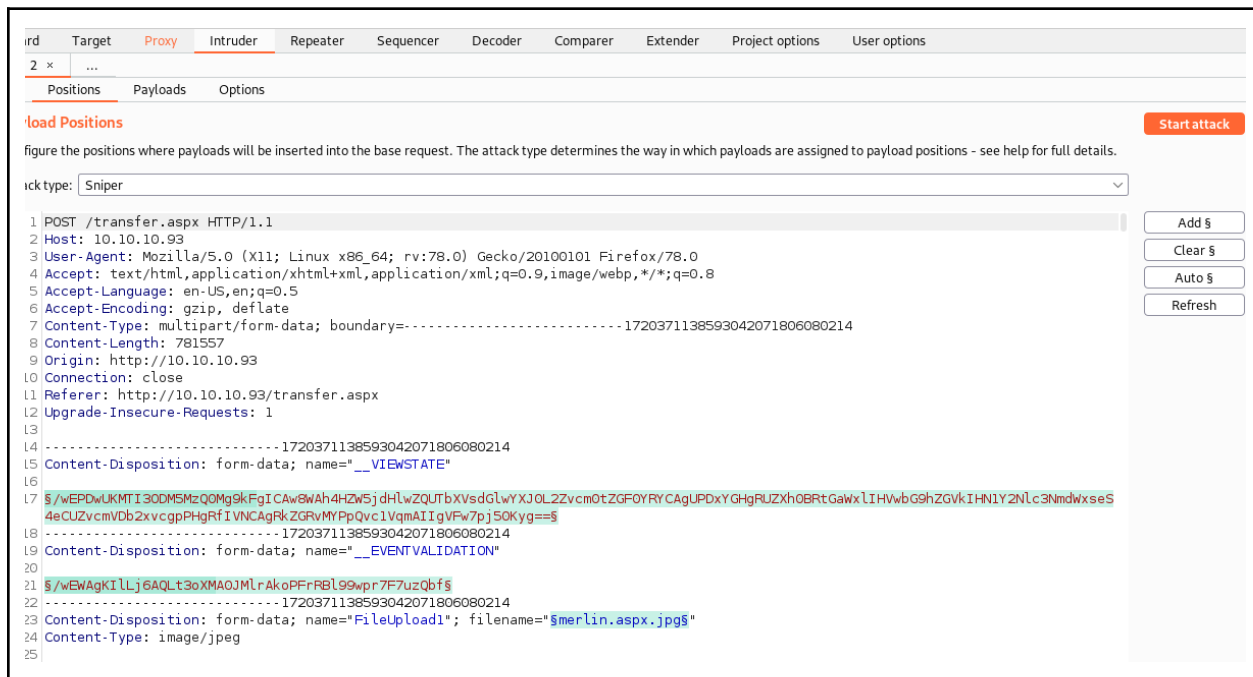 rd Target Proxy Intruder Repeater Sequencer Decoder Comparer Extender Project options User options
2 × ...
Positions Payloads Options
load Positions
Start attack
figure the positions where payloads will be inserted into the base request. The attack type determines the way in which payloads are assigned to payload positions - see help for full details.
ck type: Sniper
1 POST /transfer.aspx HTTP/1.1
Add §
2 Host: 10.10.10.93
3 User-Agent: Mozilla/5.0 (X11; Linux x86_64; rv:78.0) Gecko/20100101 Firefox/78.0
Clear §
4 Accept: text/html,application/xhtml+xml,application/xml;q=0.9,image/webp,*/*;q=0.8
5 Accept-Language: en-US,en;q=0.5
Auto §
6 Accept-Encoding: gzip, deflate
7 Content-Type: multipart/form-data; boundary=---------------------------1720371138593042071806080214
Refresh
8 Content-Length: 781557
9 Origin: http://10.10.10.93
10 Connection: close
11 Referer: http://10.10.10.93/transfer.aspx
12 Upgrade-Insecure-Requests: 1
13
14 -----------------------------1720371138593042071806080214
15 Content-Disposition: form-data; name="__VIEWSTATE"
16
17 §/wEPDwUKMTI3ODM5MzQ0Mg9kFgICAw8WAh4HZW5jdHlwZQUTbXVsdGlwYXJ0L2Zvcm0tZGF0YRYCAgUPDxYGHgRUZXh0BRtGaWxlIHVwbG9hZGVkIHN1Y2Nlc3NmdWxseS
4eCUZvcmVDb2xvcgpPHgRfIVNCAgRkZGRvMYPpQvc1VqmAIIgVFw7pj50Kyg==§
18 -----------------------------1720371138593042071806080214
19 Content-Disposition: form-data; name="__EVENTVALIDATION"
20
21 §/wEWAgKIlLj6AQLt3oXMA0JMlrAkoPFrRBl99wpr7F7uzQbf§
22 -----------------------------1720371138593042071806080214
23 Content-Disposition: form-data; name="FileUpload1"; filename="§merlin.aspx.jpg§"
24 Content-Type: image/jpeg
25